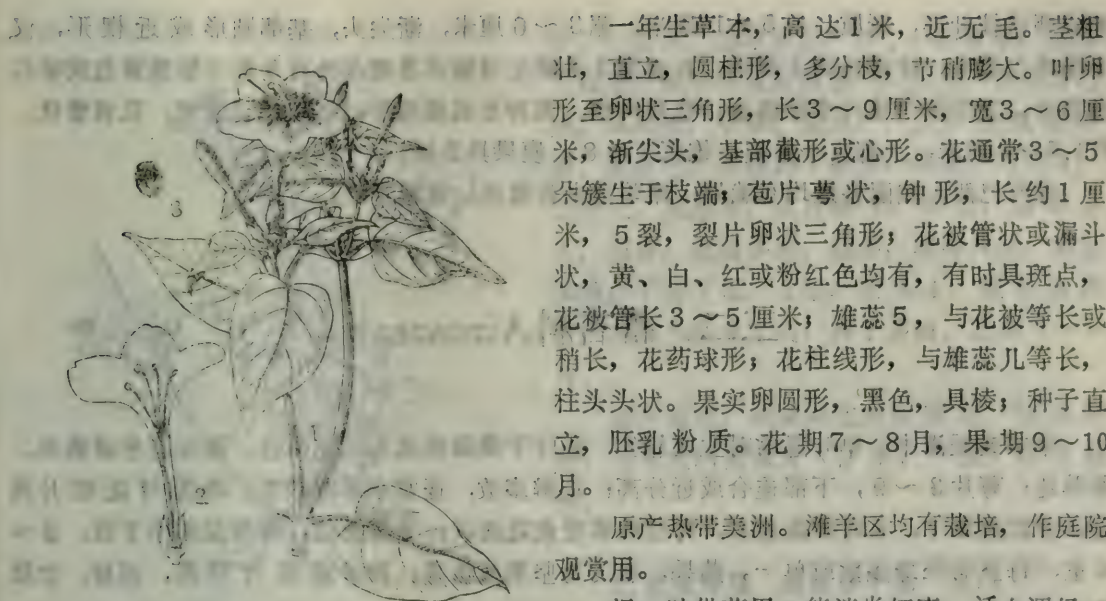 一年生草本，高达1米，近无毛。茎粗
壮，直立，圆柱形，多分枝，节稍膨大。叶卵
形至卵状三角形，长3～9厘米，宽3～6厘
米，渐尖头，基部截形或心形。花通常3～5
朵簇生于枝端；苞片萼状，钟形，长约1厘
米，5裂，裂片卵状三角形；花被管状或漏斗
状，黄、白、红或粉红色均有，有时具斑点，
花被管长3～5厘米；雄蕊5，与花被等长或
稍长，花药球形；花柱线形，与雄蕊几等长，
柱头头状。果实卵圆形，黑色，具棱；种子直
立，胚乳粉质。花期7～8月，果期9～10
月。
原产热带美洲。滩羊区均有栽培，作庭院
观赏用。
3
1
2